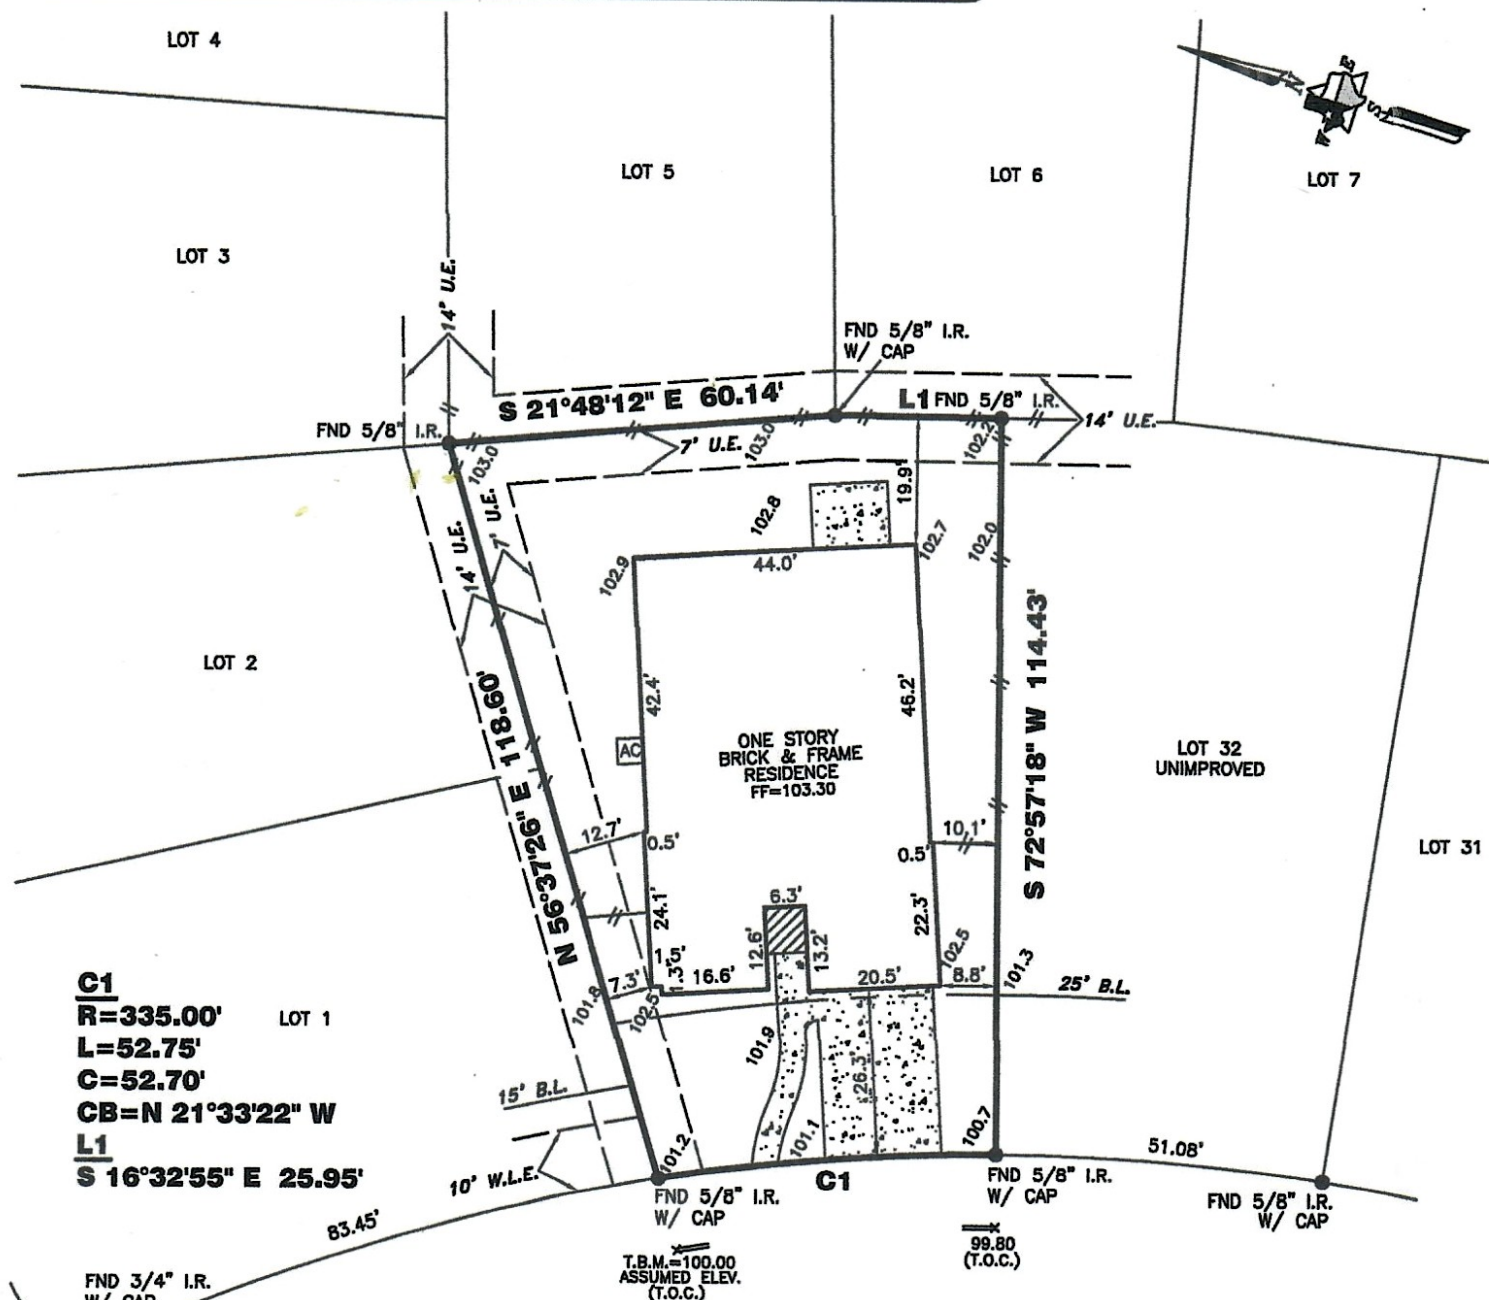 LOT 4
LOT 3
LOT 5
LOT 6
LOT 7
N
E
S
W
14' U.E.
FND 5/8" I.R.
W/ CAP
S 21°48'12" E 60.14'
L1
FND 5/8" I.R.
14' U.E.
FND 5/8" I.R.
103.0
7' U.E.
103.0
102.2
19.9'
102.8
102.7
102.0
14' U.E.
7' U.E.
102.9
44.0'
LOT 2
N 56°37'26" E 118.60'
42.4'
46.2'
S 72°57'18" W 114.43'
AC
ONE STORY
BRICK & FRAME
RESIDENCE
FF=103.30
LOT 32
UNIMPROVED
LOT 31
12.7'
0.5'
0.5'
10.1'
24.1'
6.3'
22.3'
12.6'
13.2'
102.5
1.5'
1.3'
16.6'
20.5'
8.8'
101.3
25' B.L.
7.3'
101.8
102.5
C1
R=335.00'
L=52.75'
C=52.70'
CB=N 21°33'22" W
L1
S 16°32'55" E 25.95'
LOT 1
101.9
26.3'
15' B.L.
10' W.L.E.
101.2
101.1
100.7
C1
51.08'
83.45'
FND 5/8" I.R.
W/ CAP
FND 5/8" I.R.
W/ CAP
FND 5/8" I.R.
W/ CAP
T.B.M.=100.00
ASSUMED ELEV.
(T.O.C.)
99.80
(T.O.C.)
FND 3/4" I.R.
W/ CAP